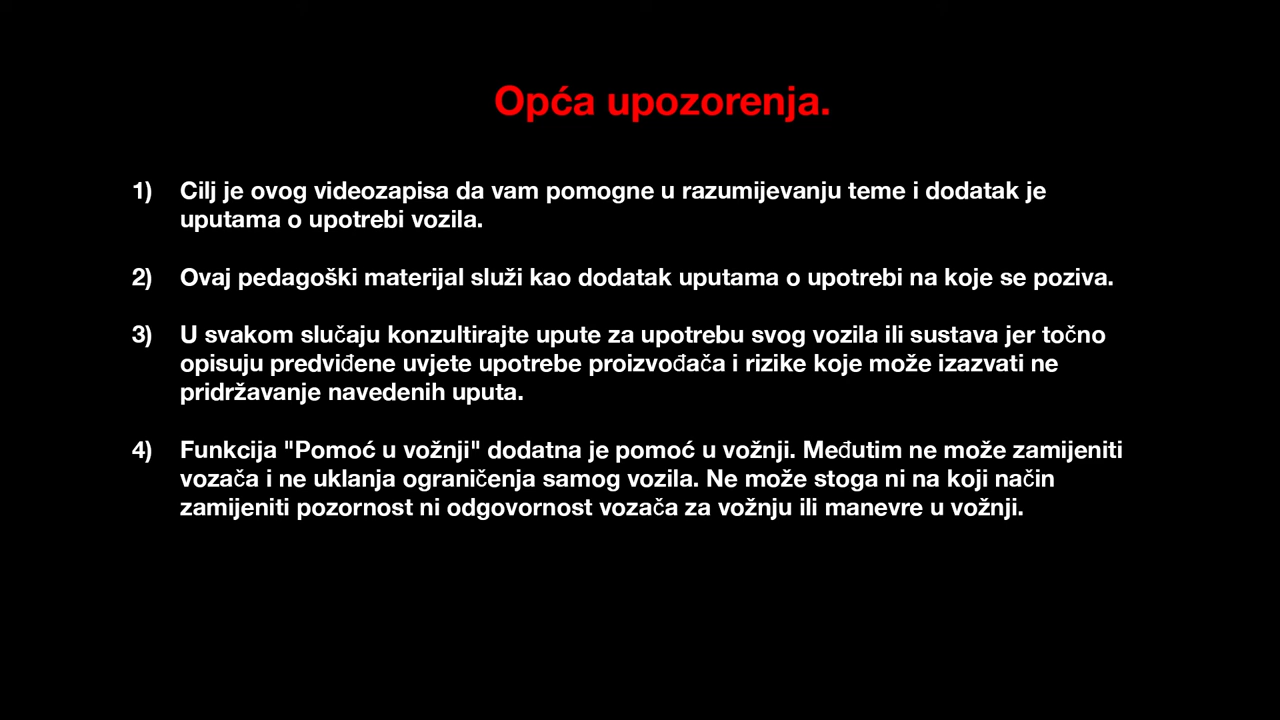 Opća upozorenja.
1) Cilj je ovog videozapisa da vam pomogne u razumijevanju teme i dodatak je
uputama o upotrebi vozila.
2) Ovaj pedagoški materijal služi kao dodatak uputama o upotrebi na koje se poziva.
3) U svakom slučaju konzultirajte upute za upotrebu svog vozila ili sustava jer točno
opisuju predviđene uvjete upotrebe proizvođača i rizike koje može izazvati ne
pridržavanje navedenih uputa.
4) Funkcija "Pomoć u vožnji" dodatna je pomoć u vožnji. Međutim ne može zamijeniti
vozača i ne uklanja ograničenja samog vozila. Ne može stoga ni na koji način
zamijeniti pozornost ni odgovornost vozača za vožnju ili manevre u vožnji.